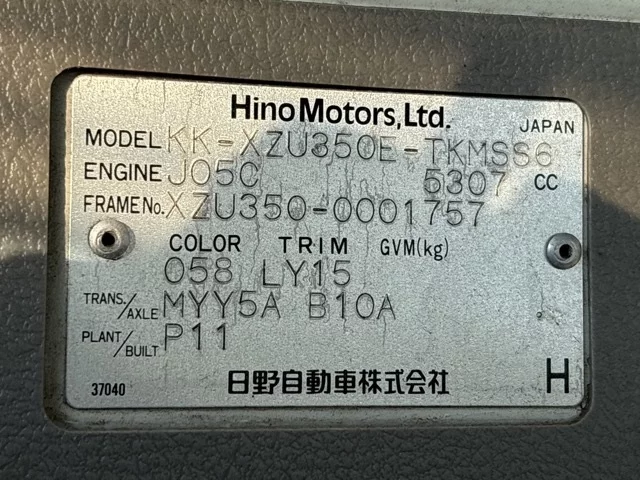 Hino Motors, Ltd.
JAPAN
MODEL KK-XZU350E-TKMSS6
ENGINE J05C 5307 CC
FRAME No. XZU350-0001757
COLOR TRIM GVM(kg)
058 LY15
TRANS./AXLE MYY5A B10A
PLANT/BUILT P11
37040 日野自動車株式会社 H